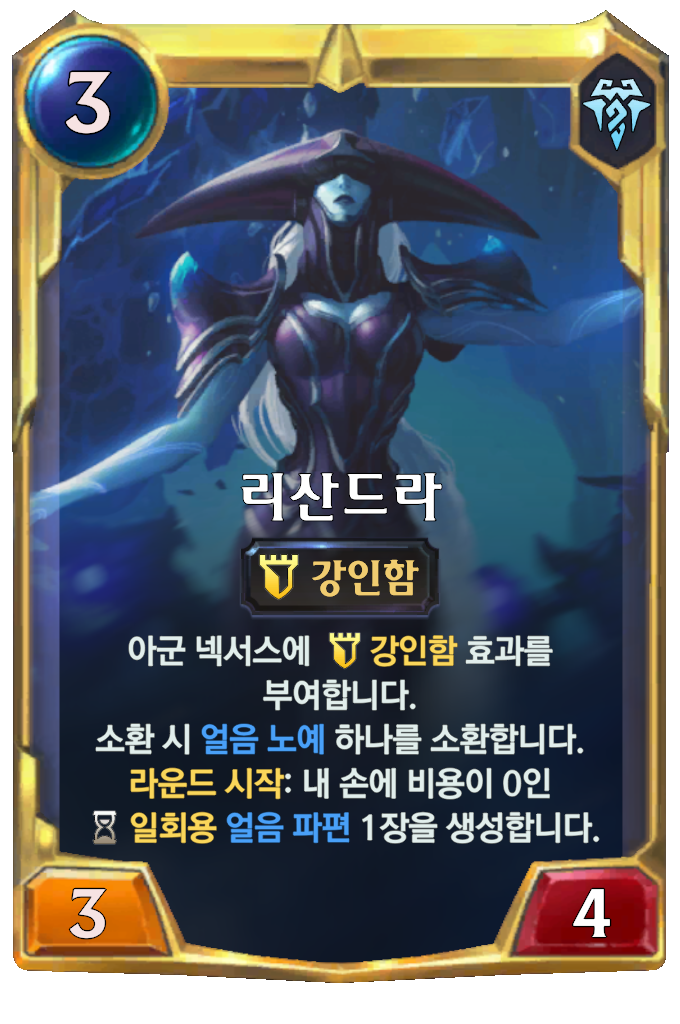 3
리산드라
강인함
아군 넥서스에 강인함 효과를
부여합니다.
소환 시 얼음 노예 하나를 소환합니다.
라운드 시작: 내 손에 비용이 0인
일회용 얼음 파편 1장을 생성합니다.
3
4